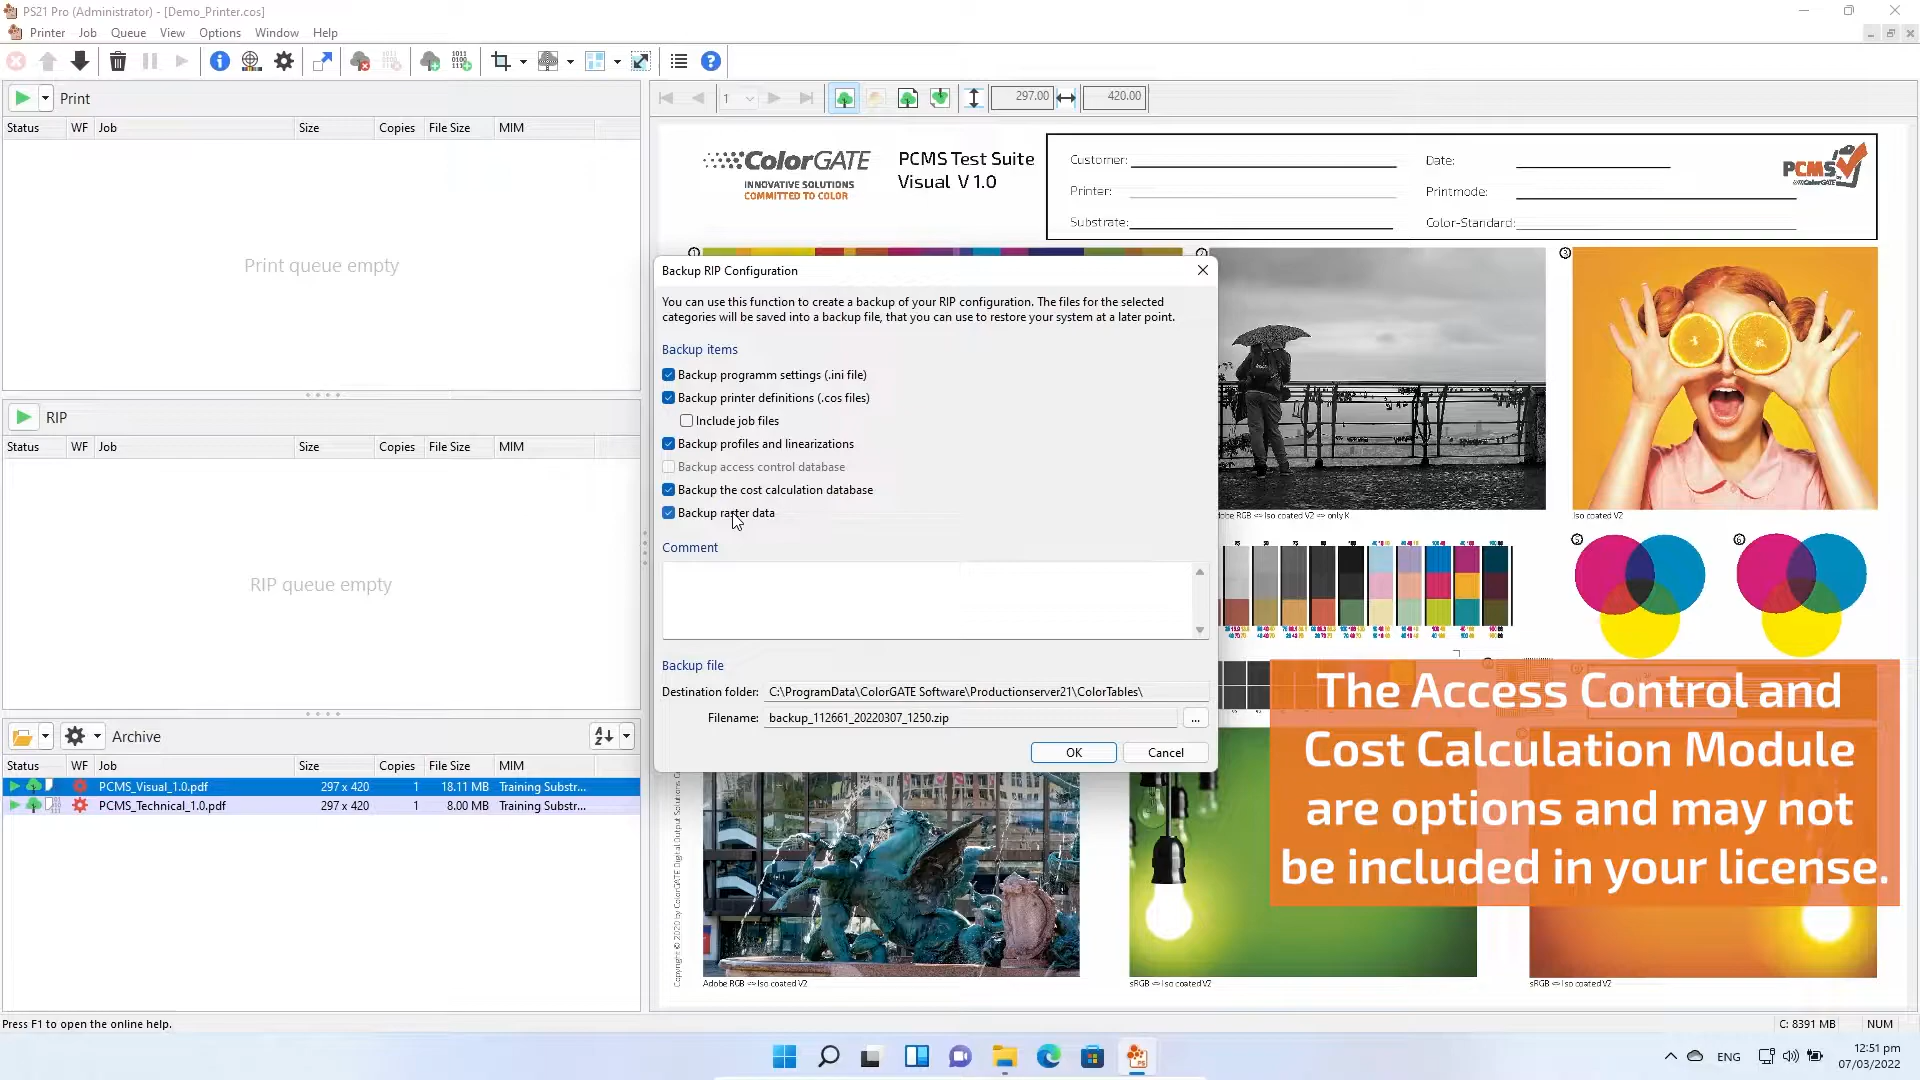 PS21 Pro (Administrator) - [Demo_Printer.cos]
Printer Job Queue View Options Window Help
Print
Status WF Job Size Copies File Size MIM
Print queue empty
RIP
Status WF Job Size Copies File Size MIM
RIP queue empty
Archive
Status WF Job Size Copies File Size MIM
PCMS_Visual_1.0.pdf 297 x 420 1 18.11 MB Training Substr...
PCMS_Technical_1.0.pdf 297 x 420 1 8.00 MB Training Substr...
1 297.00 420.00
ColorGATE
INNOVATIVE SOLUTIONS
COMMITTED TO COLOR
PCMS Test Suite
Visual V 1.0
Customer: Date:
Printer: Printmode:
Substrate: Color-Standard:
PCMS
Backup RIP Configuration
You can use this function to create a backup of your RIP configuration. The files for the selected
categories will be saved into a backup file, that you can use to restore your system at a later point.
Backup items
Backup programm settings (.ini file)
Backup printer definitions (.cos files)
Include job files
Backup profiles and linearizations
Backup access control database
Backup the cost calculation database
Backup raster data
Comment
Backup file
Destination folder: C:\ProgramData\ColorGATE Software\Productionserver21\ColorTables\
Filename: backup_112661_20220307_1250.zip ...
OK Cancel
Iso coated V2
The Access Control and
Cost Calculation Module
are options and may not
be included in your license.
Adobe RGB => Iso coated V2
sRGB => Iso coated V2
sRGB => Iso coated V2
Press F1 to open the online help.
C: 8391 MB NUM
ENG
12:51 pm
07/03/2022